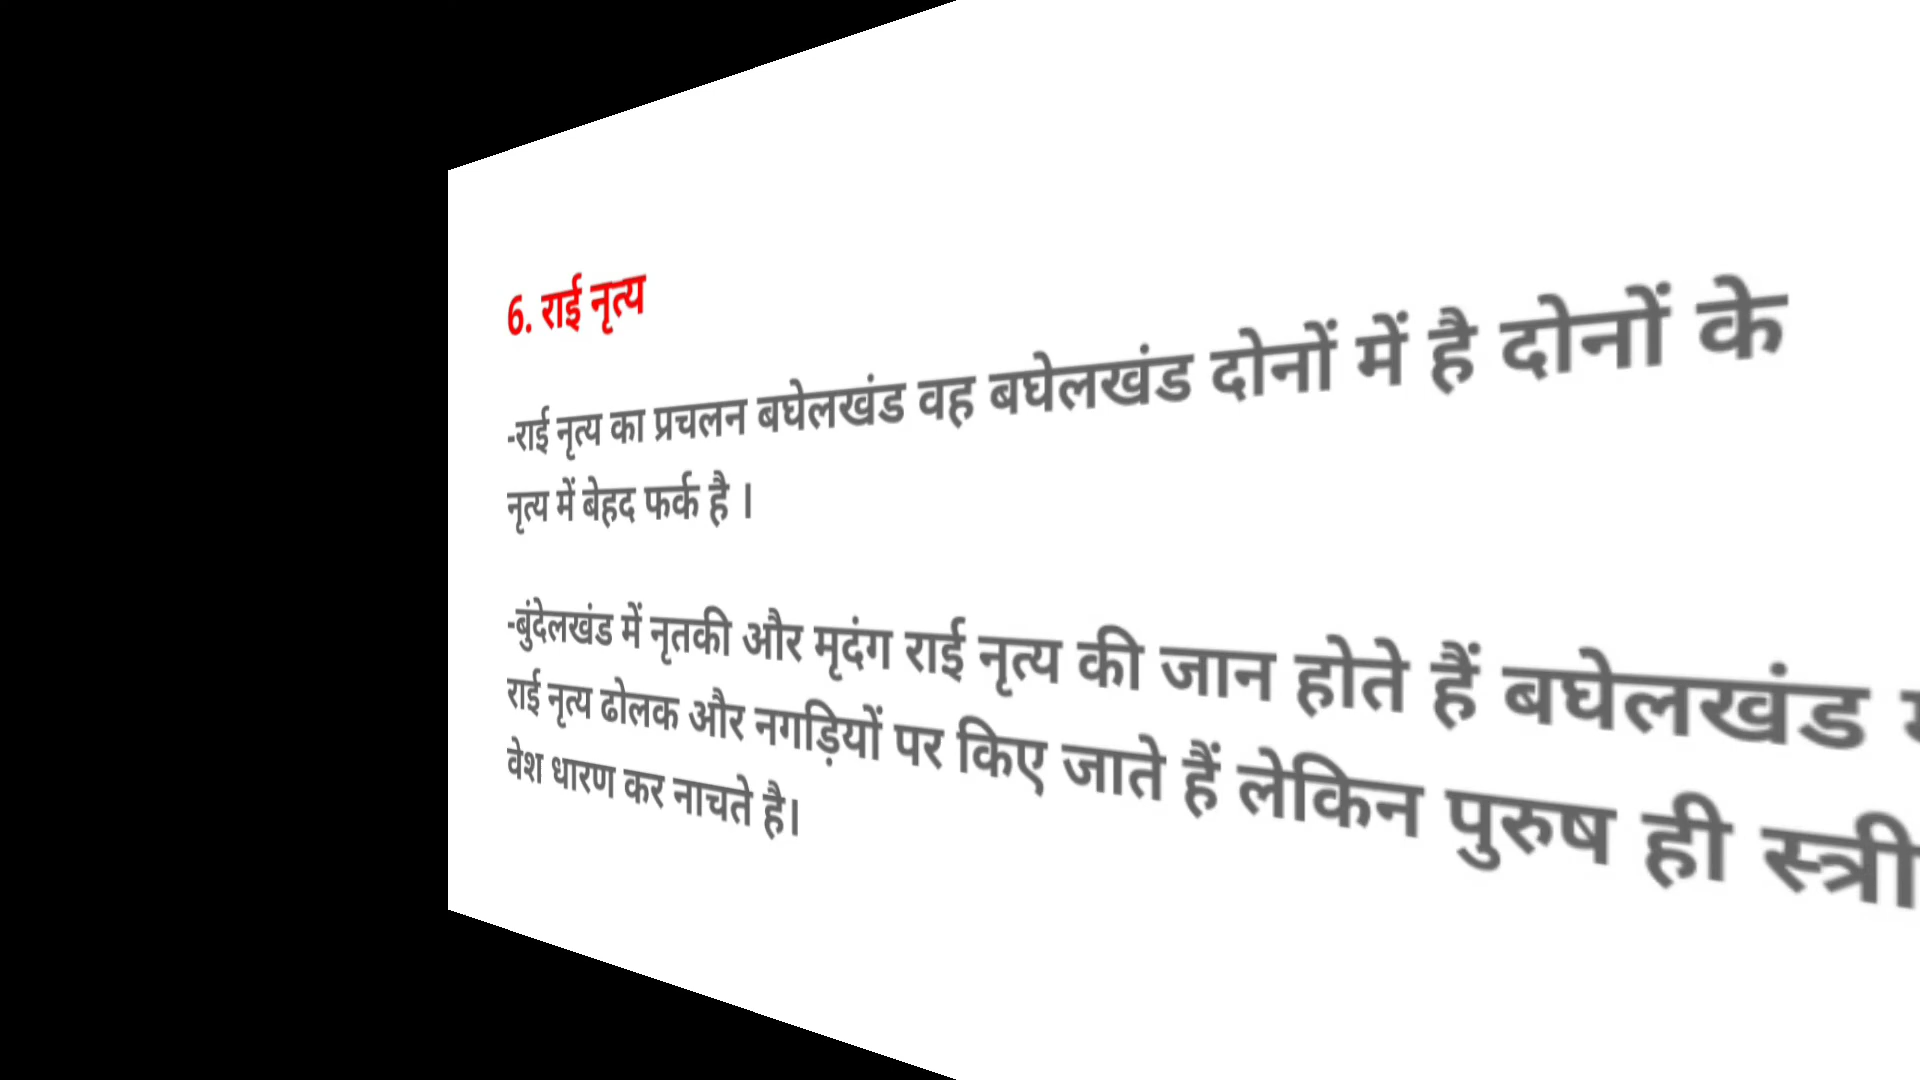 6. राई नृत्य
-राई नृत्य का प्रचलन बघेलखंड वह बघेलखंड दोनों में है दोनों के
नृत्य में बेहद फर्क है ।
-बुंदेलखंड में नृतकी और मृदंग राई नृत्य की जान होते हैं बघेलखंड
राई नृत्य ढोलक और नगड़ियों पर किए जाते हैं लेकिन पुरुष ही स्त्री
वेश धारण कर नाचते है।